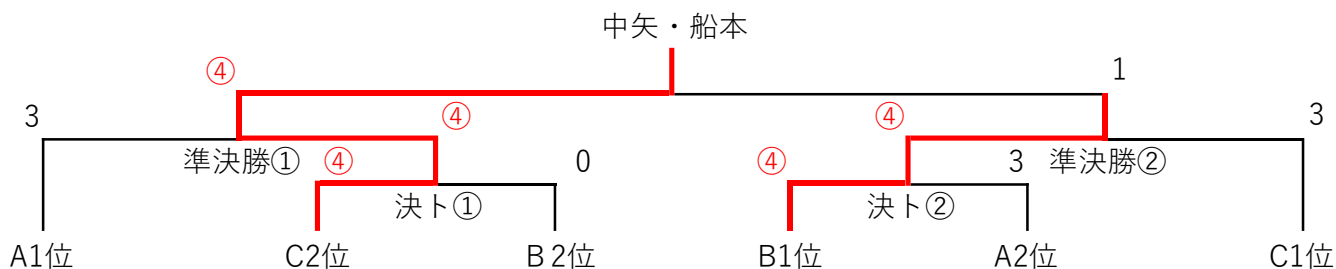 中矢・船本
④ 1
3 ④ ④ 3
準決勝① ④ 0 ④ 3 準決勝②
決ト① 決ト②
A1位 C2位 B2位 B1位 A2位 C1位